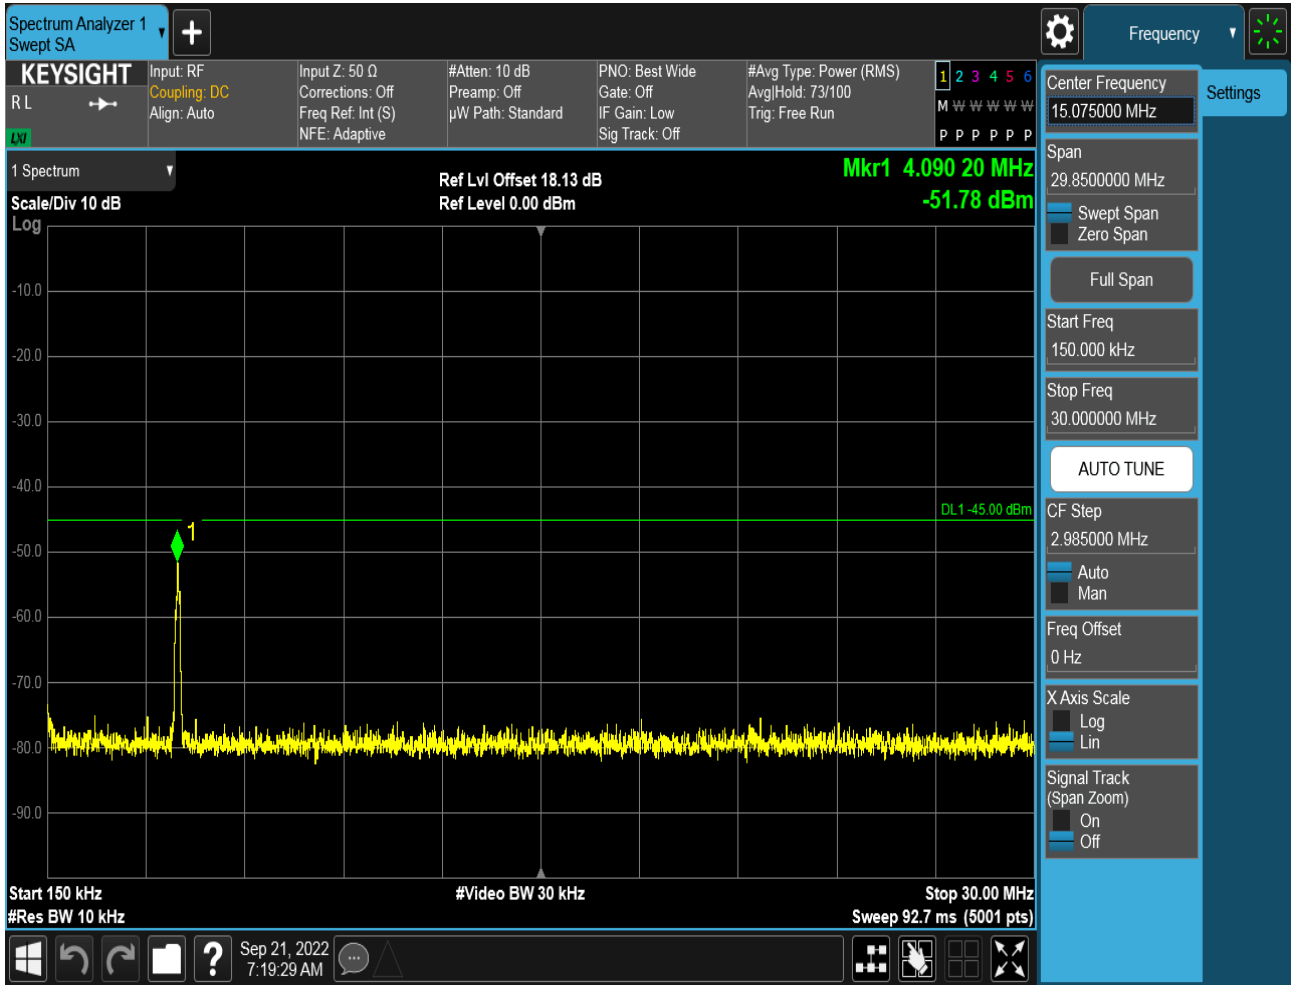 Spectrum Analyzer 1
Swept SA
Frequency
KEYSIGHT
R L
LXI
Input: RF
Coupling: DC
Align: Auto
Input Z: 50 Ω
Corrections: Off
Freq Ref: Int (S)
NFE: Adaptive
#Atten: 10 dB
Preamp: Off
µW Path: Standard
PNO: Best Wide
Gate: Off
IF Gain: Low
Sig Track: Off
#Avg Type: Power (RMS)
Avg|Hold: 73/100
Trig: Free Run
1 2 3 4 5 6
M W W W W W
P P P P P P
1 Spectrum
Scale/Div 10 dB
Log
Ref Lvl Offset 18.13 dB
Ref Level 0.00 dBm
Mkr1 4.090 20 MHz
-51.78 dBm
-10.0
-20.0
-30.0
-40.0
DL1 -45.00 dBm
1
-50.0
-60.0
-70.0
-80.0
-90.0
Start 150 kHz
#Res BW 10 kHz
#Video BW 30 kHz
Stop 30.00 MHz
Sweep 92.7 ms (5001 pts)
Center Frequency
15.075000 MHz
Settings
Span
29.8500000 MHz
Swept Span
Zero Span
Full Span
Start Freq
150.000 kHz
Stop Freq
30.000000 MHz
AUTO TUNE
CF Step
2.985000 MHz
Auto
Man
Freq Offset
0 Hz
X Axis Scale
Log
Lin
Signal Track
(Span Zoom)
On
Off
?
Sep 21, 2022
7:19:29 AM